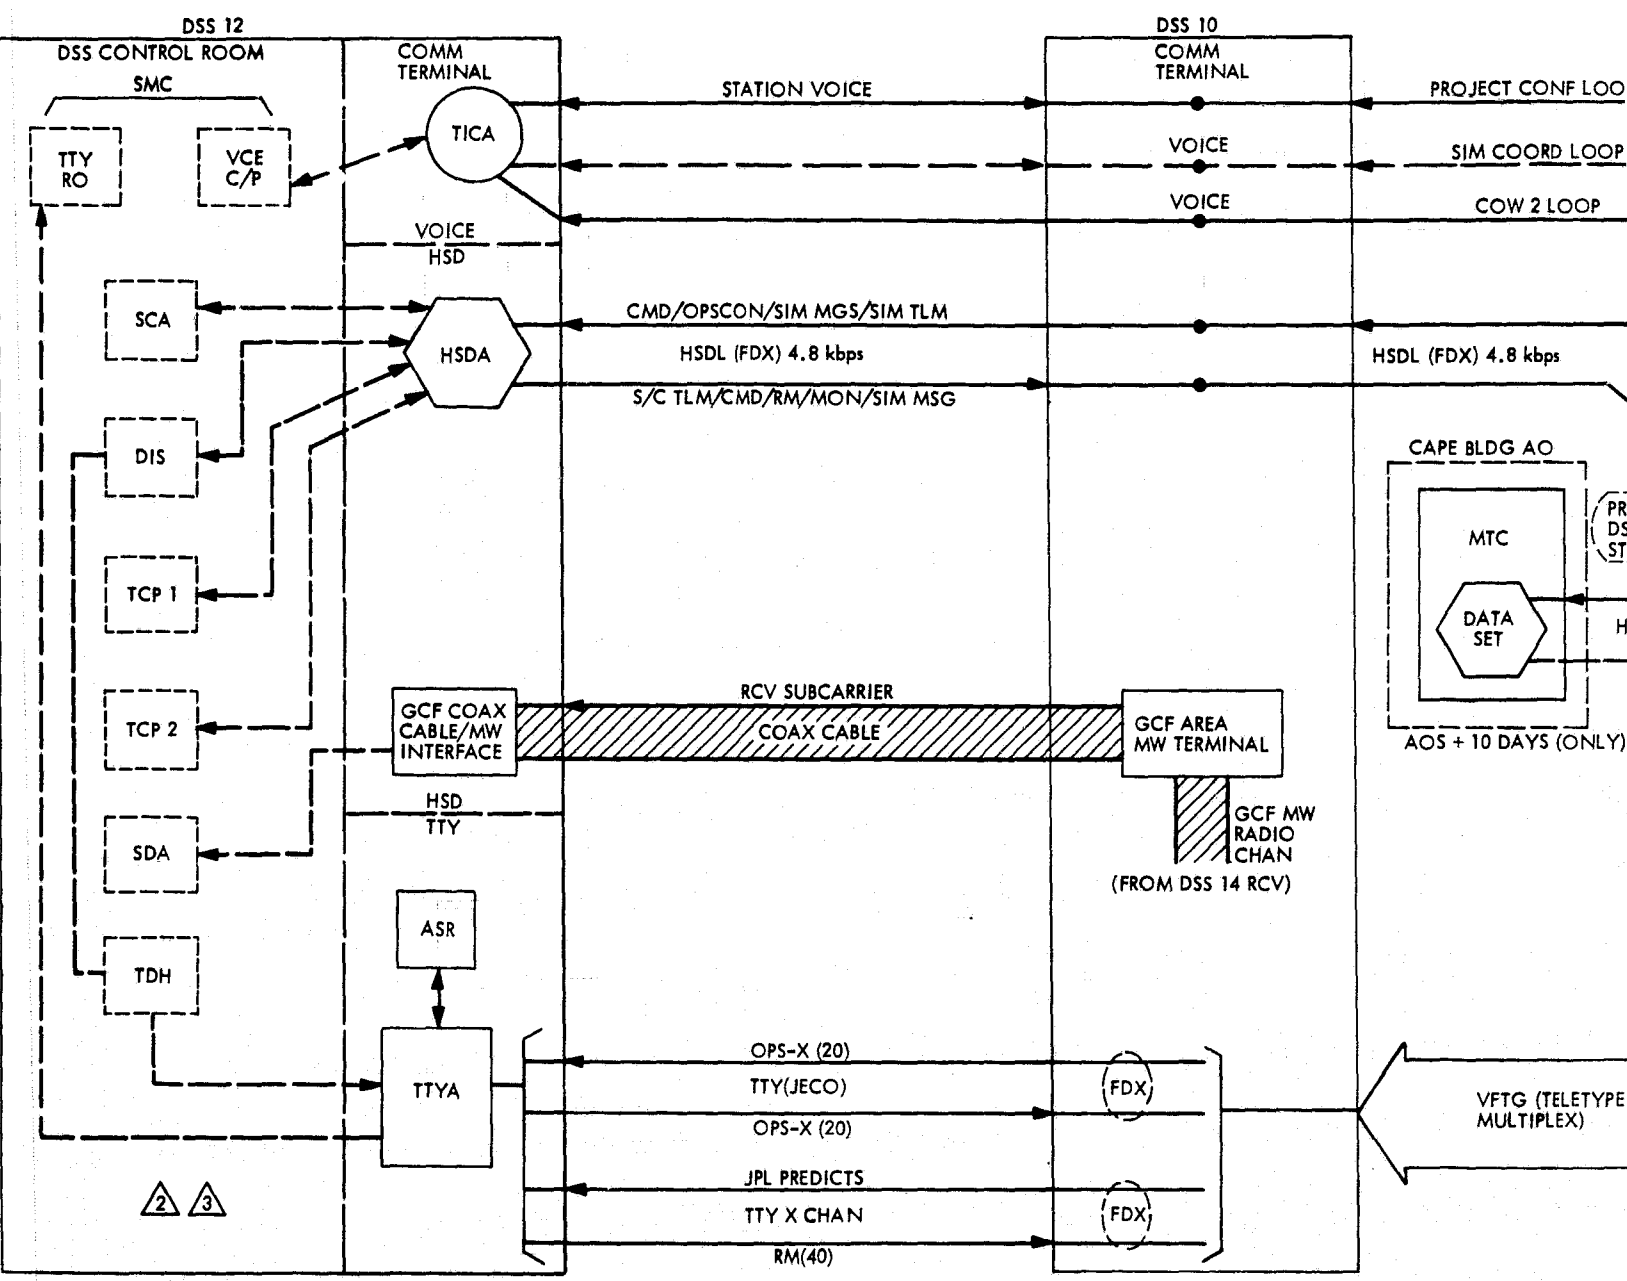 DSS 12
DSS CONTROL ROOM
SMC
TTY
RO
VCE
C/P
SCA
DIS
TCP 1
TCP 2
SDA
TDH
2 3
COMM
TERMINAL
TICA
VOICE
HSD
HSDA
GCF COAX
CABLE/MW
INTERFACE
HSD
TTY
ASR
TTYA
STATION VOICE
CMD/OPSCON/SIM MGS/SIM TLM
HSDL (FDX) 4.8 kbps
S/C TLM/CMD/RM/MON/SIM MSG
RCV SUBCARRIER
COAX CABLE
OPS-X (20)
TTY(JECO)
OPS-X (20)
JPL PREDICTS
TTY X CHAN
RM(40)
DSS 10
COMM
TERMINAL
VOICE
VOICE
GCF AREA
MW TERMINAL
GCF MW
RADIO
CHAN
(FROM DSS 14 RCV)
FDX
FDX
PROJECT CONF LOO
SIM COORD LOOP
COW 2 LOOP
HSDL (FDX) 4.8 kbps
CAPE BLDG AO
MTC
DATA
SET
PR
DS
ST
H
AOS + 10 DAYS (ONLY)
VFTG (TELETYPE
MULTIPLEX)